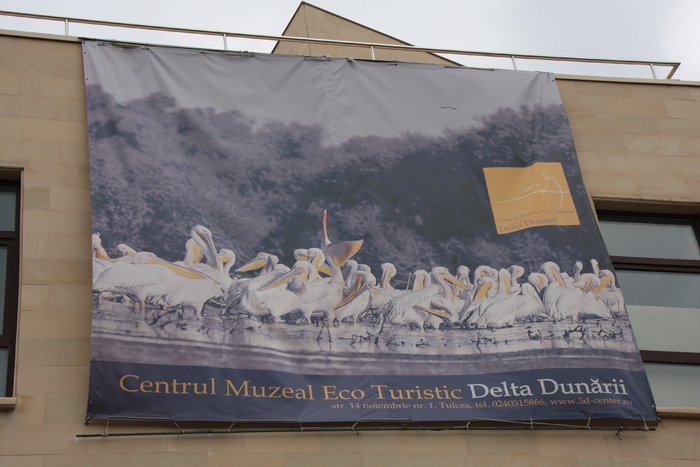 Delta Dunării
Centrul Muzeal Eco Turistic Delta Dunării
str. 14 noiembrie nr. 1, Tulcea, tel. 0240515866, www.3d-center.ro